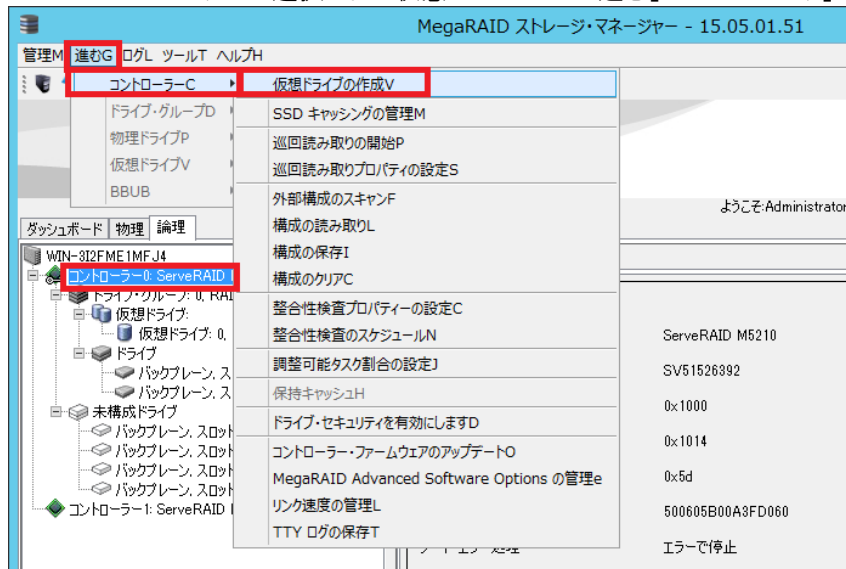 MegaRAID ストレージ・マネージャー - 15.05.01.51
管理M 進むG ログL ツールT ヘルプH
コントローラーC
ドライブ・グループD
物理ドライブP
仮想ドライブV
BBUB
仮想ドライブの作成V
SSD キャッシングの管理M
巡回読み取りの開始P
巡回読み取りプロパティの設定S
外部構成のスキャンF
構成の読み取りL
構成の保存I
構成のクリアC
整合性検査プロパティーの設定C
整合性検査のスケジュールN
調整可能タスク割合の設定J
保持キャッシュH
ドライブ・セキュリティを有効にしますD
コントローラー・ファームウェアのアップデートO
MegaRAID Advanced Software Options の管理e
リンク速度の管理L
TTY ログの保存T
ようこそ:Administrator
ダッシュボード 物理 論理
WIN-3I2FME1MFJ4
コントローラー0: ServeRAID
ドライブ・グループ: 0, RAI
仮想ドライブ:
仮想ドライブ: 0,
ドライブ
バックプレーン, ス
バックプレーン, ス
未構成ドライブ
バックプレーン, スロット
バックプレーン, スロット
バックプレーン, スロット
バックプレーン, スロット
コントローラー1: ServeRAID
ServeRAID M5210
SV51526392
0x1000
0x1014
0x5d
500605B00A3FD060
エラーで停止